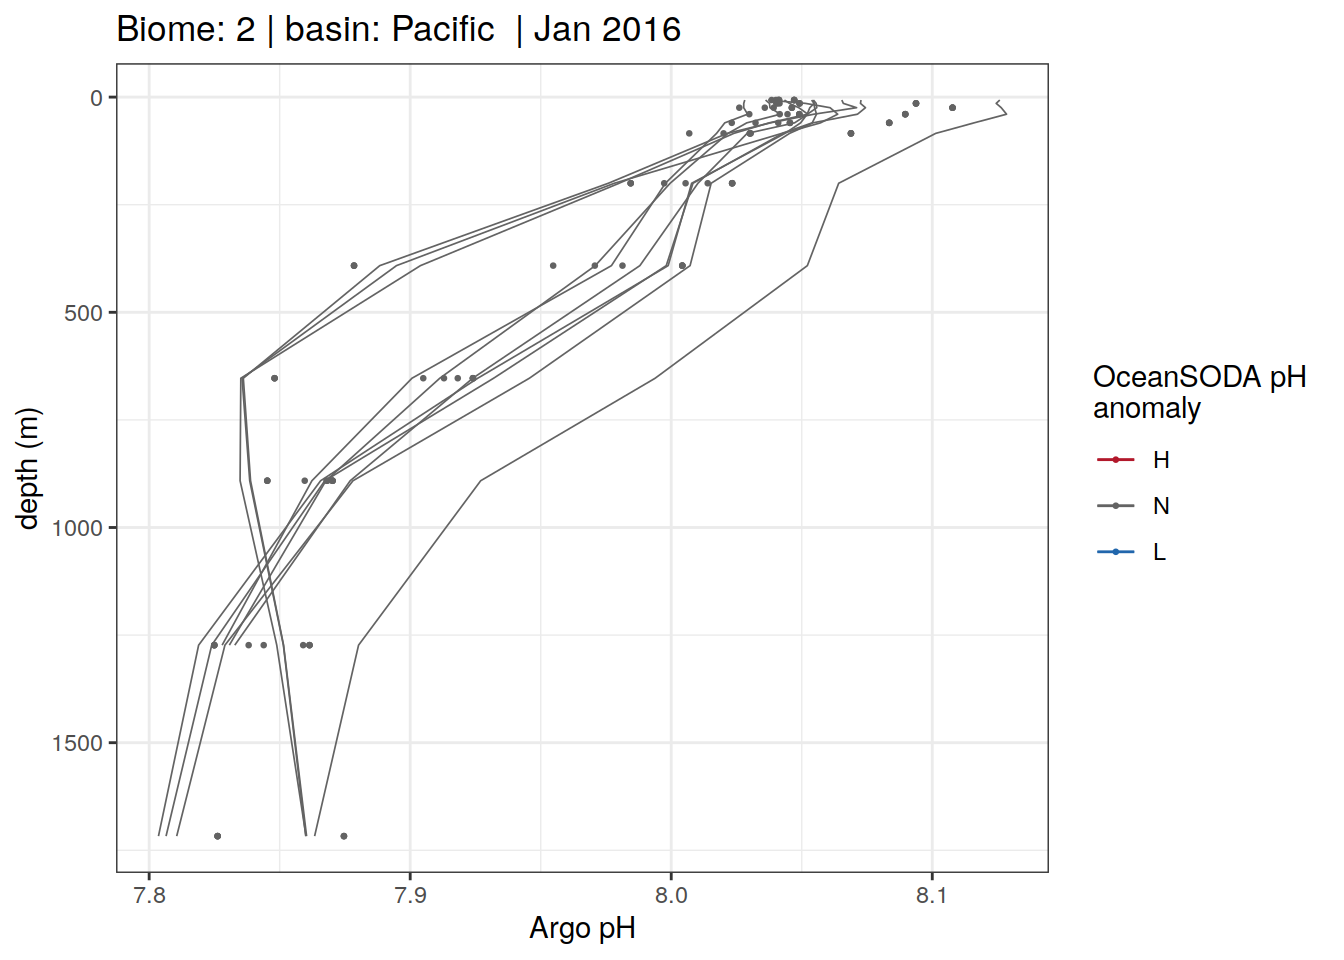 Biome: 2 | basin: Pacific  | Jan 2016
0
500
1000
1500
depth (m)
7.8
7.9
8.0
8.1
Argo pH
OceanSODA pH
anomaly
H
N
L